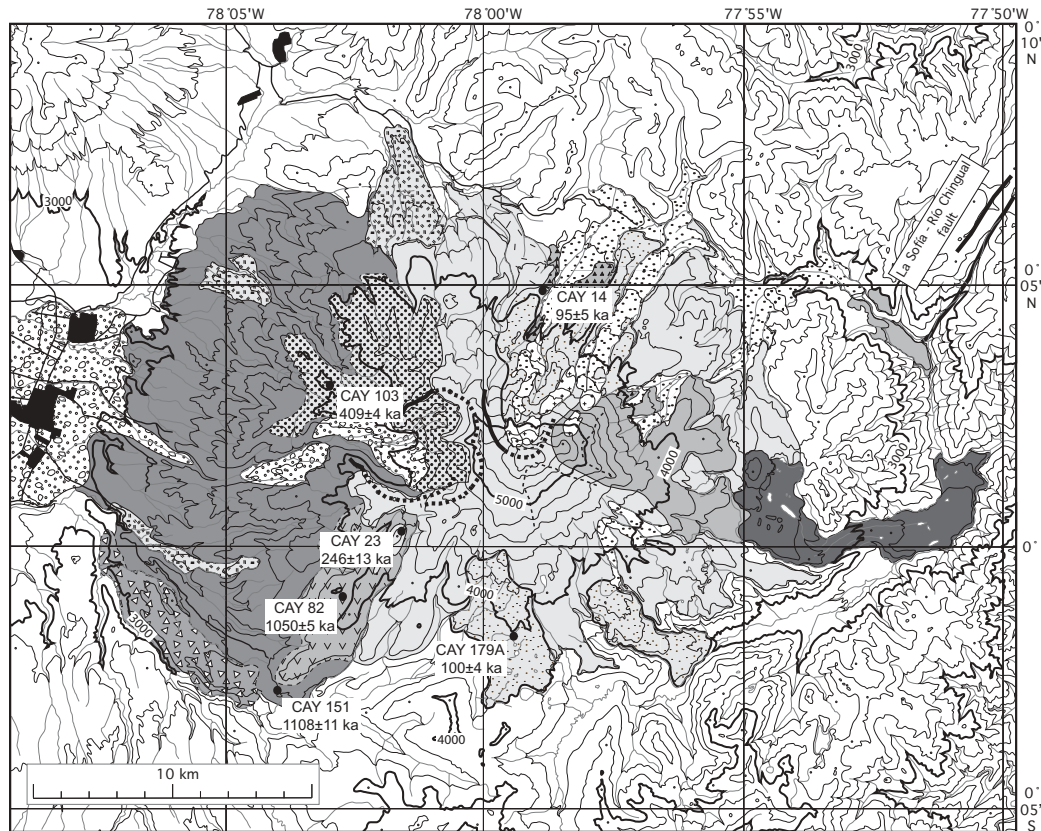 78°05'W 78°00'W 77°55'W 77°50'W
0°
10'
N
3000
3000
La Sofía - Río Chingual
fault
0°
05'
N
CAY 14
95±5 ka
CAY 103
409±4 ka
4000
3000
5000
CAY 23
246±13 ka
0°
4000
CAY 82
1050±5 ka
3000
CAY 179A
100±4 ka
CAY 151
1108±11 ka
4000
3000
10 km
0°
05'
S